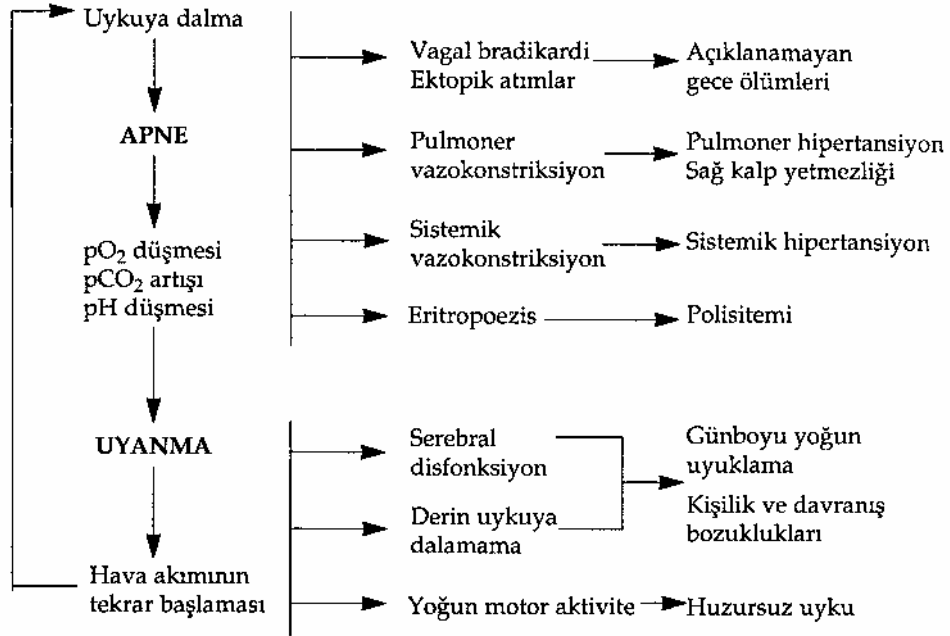 Uykuya dalma
APNE
pO₂ düşmesi
pCO₂ artışı
pH düşmesi
UYANMA
Hava akımının
tekrar başlaması
Vagal bradikardi
Ektopik atımlar
Açıklanamayan
gece ölümleri
Pulmoner
vazokonstriksiyon
Pulmoner hipertansiyon
Sağ kalp yetmezliği
Sistemik
vazokonstriksiyon
Sistemik hipertansiyon
Eritropoezis
Polisitemi
Serebral
disfonksiyon
Derin uykuya
dalamama
Günboyu yoğun
uyuklama
Kişilik ve davranış
bozuklukları
Yoğun motor aktivite
Huzursuz uyku